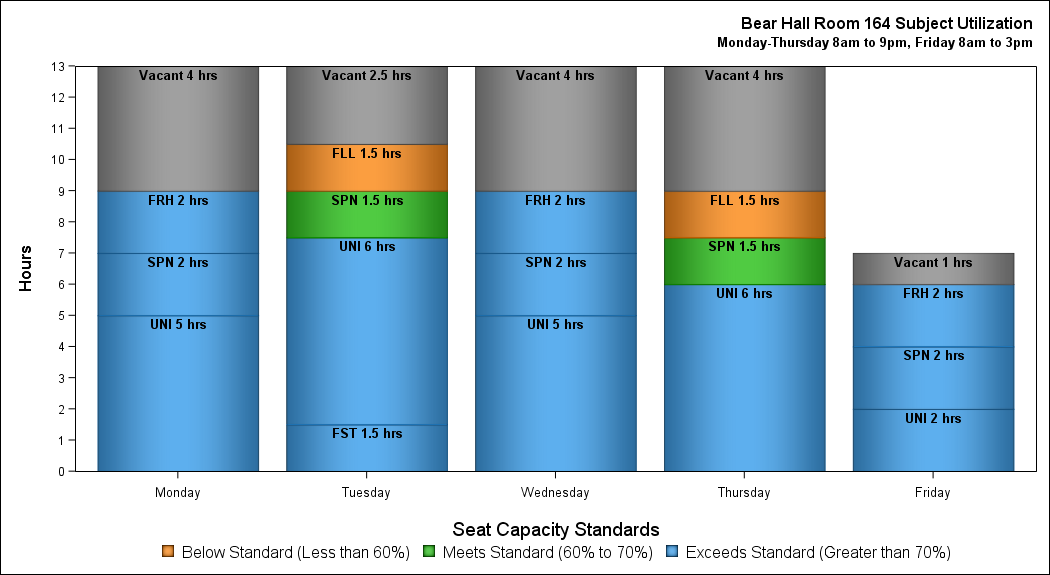 Bear Hall Room 164 Subject Utilization
Monday-Thursday 8am to 9pm, Friday 8am to 3pm
Hours
13
12
11
10
9
8
7
6
5
4
3
2
1
0
Vacant 4 hrs
FRH 2 hrs
SPN 2 hrs
UNI 5 hrs
Vacant 2.5 hrs
FLL 1.5 hrs
SPN 1.5 hrs
UNI 6 hrs
FST 1.5 hrs
Vacant 4 hrs
FRH 2 hrs
SPN 2 hrs
UNI 5 hrs
Vacant 4 hrs
FLL 1.5 hrs
SPN 1.5 hrs
UNI 6 hrs
Vacant 1 hrs
FRH 2 hrs
SPN 2 hrs
UNI 2 hrs
Monday Tuesday Wednesday Thursday Friday
Seat Capacity Standards
Below Standard (Less than 60%) Meets Standard (60% to 70%) Exceeds Standard (Greater than 70%)